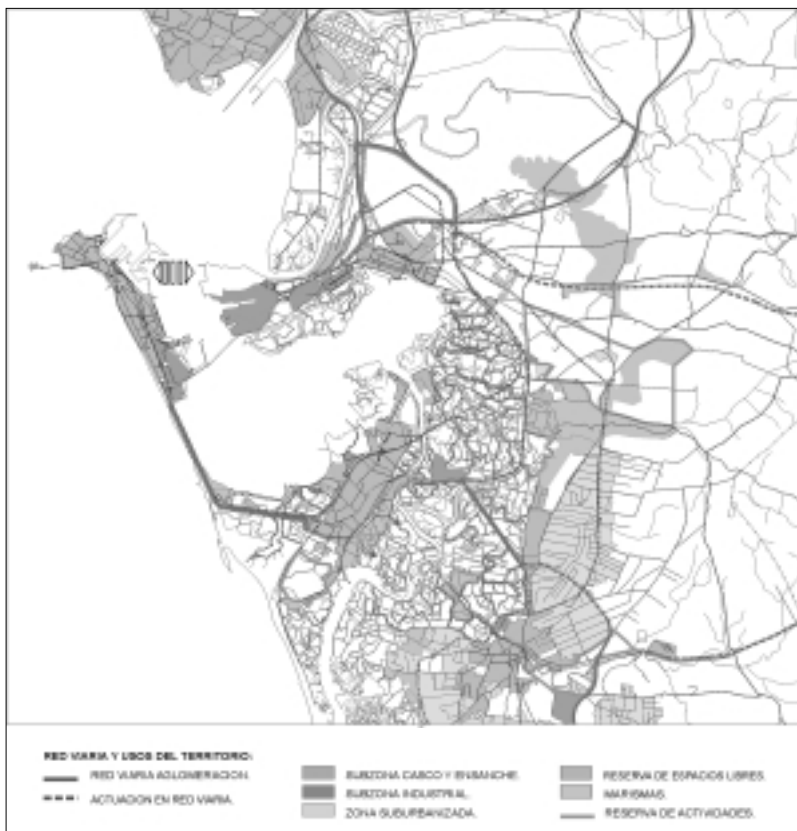 RED VIARIA Y USOS DEL TERRITORIO:
RED VIARIA AGLOMERACION.
ACTUACION EN RED VIARIA.
SUBZONA CASCO Y ENSANCHE.
SUBZONA INDUSTRIAL.
ZONA SUBURBANIZADA.
RESERVA DE ESPACIOS LIBRES.
MARISMAS.
RESERVA DE ACTIVIDADES.